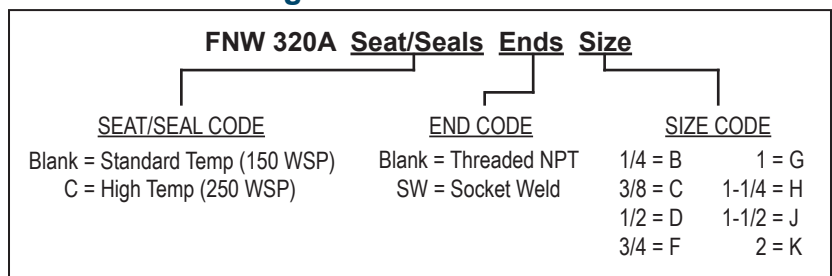 FNW 320A Seat/Seals Ends Size
SEAT/SEAL CODE
Blank = Standard Temp (150 WSP)
C = High Temp (250 WSP)
END CODE
Blank = Threaded NPT
SW = Socket Weld
SIZE CODE
1/4 = B 1 = G
3/8 = C 1-1/4 = H
1/2 = D 1-1/2 = J
3/4 = F 2 = K